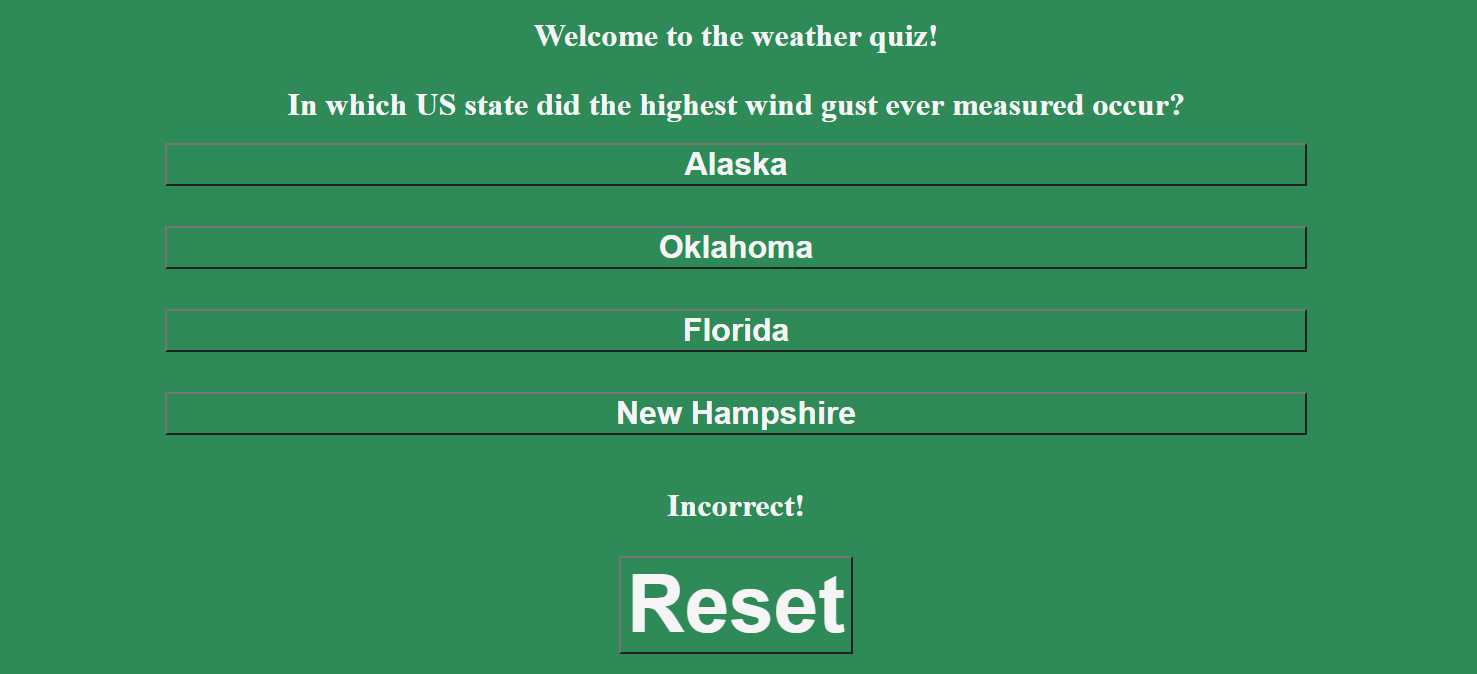 Welcome to the weather quiz!
In which US state did the highest wind gust ever measured occur?
Alaska
Oklahoma
Florida
New Hampshire
Incorrect!
Reset